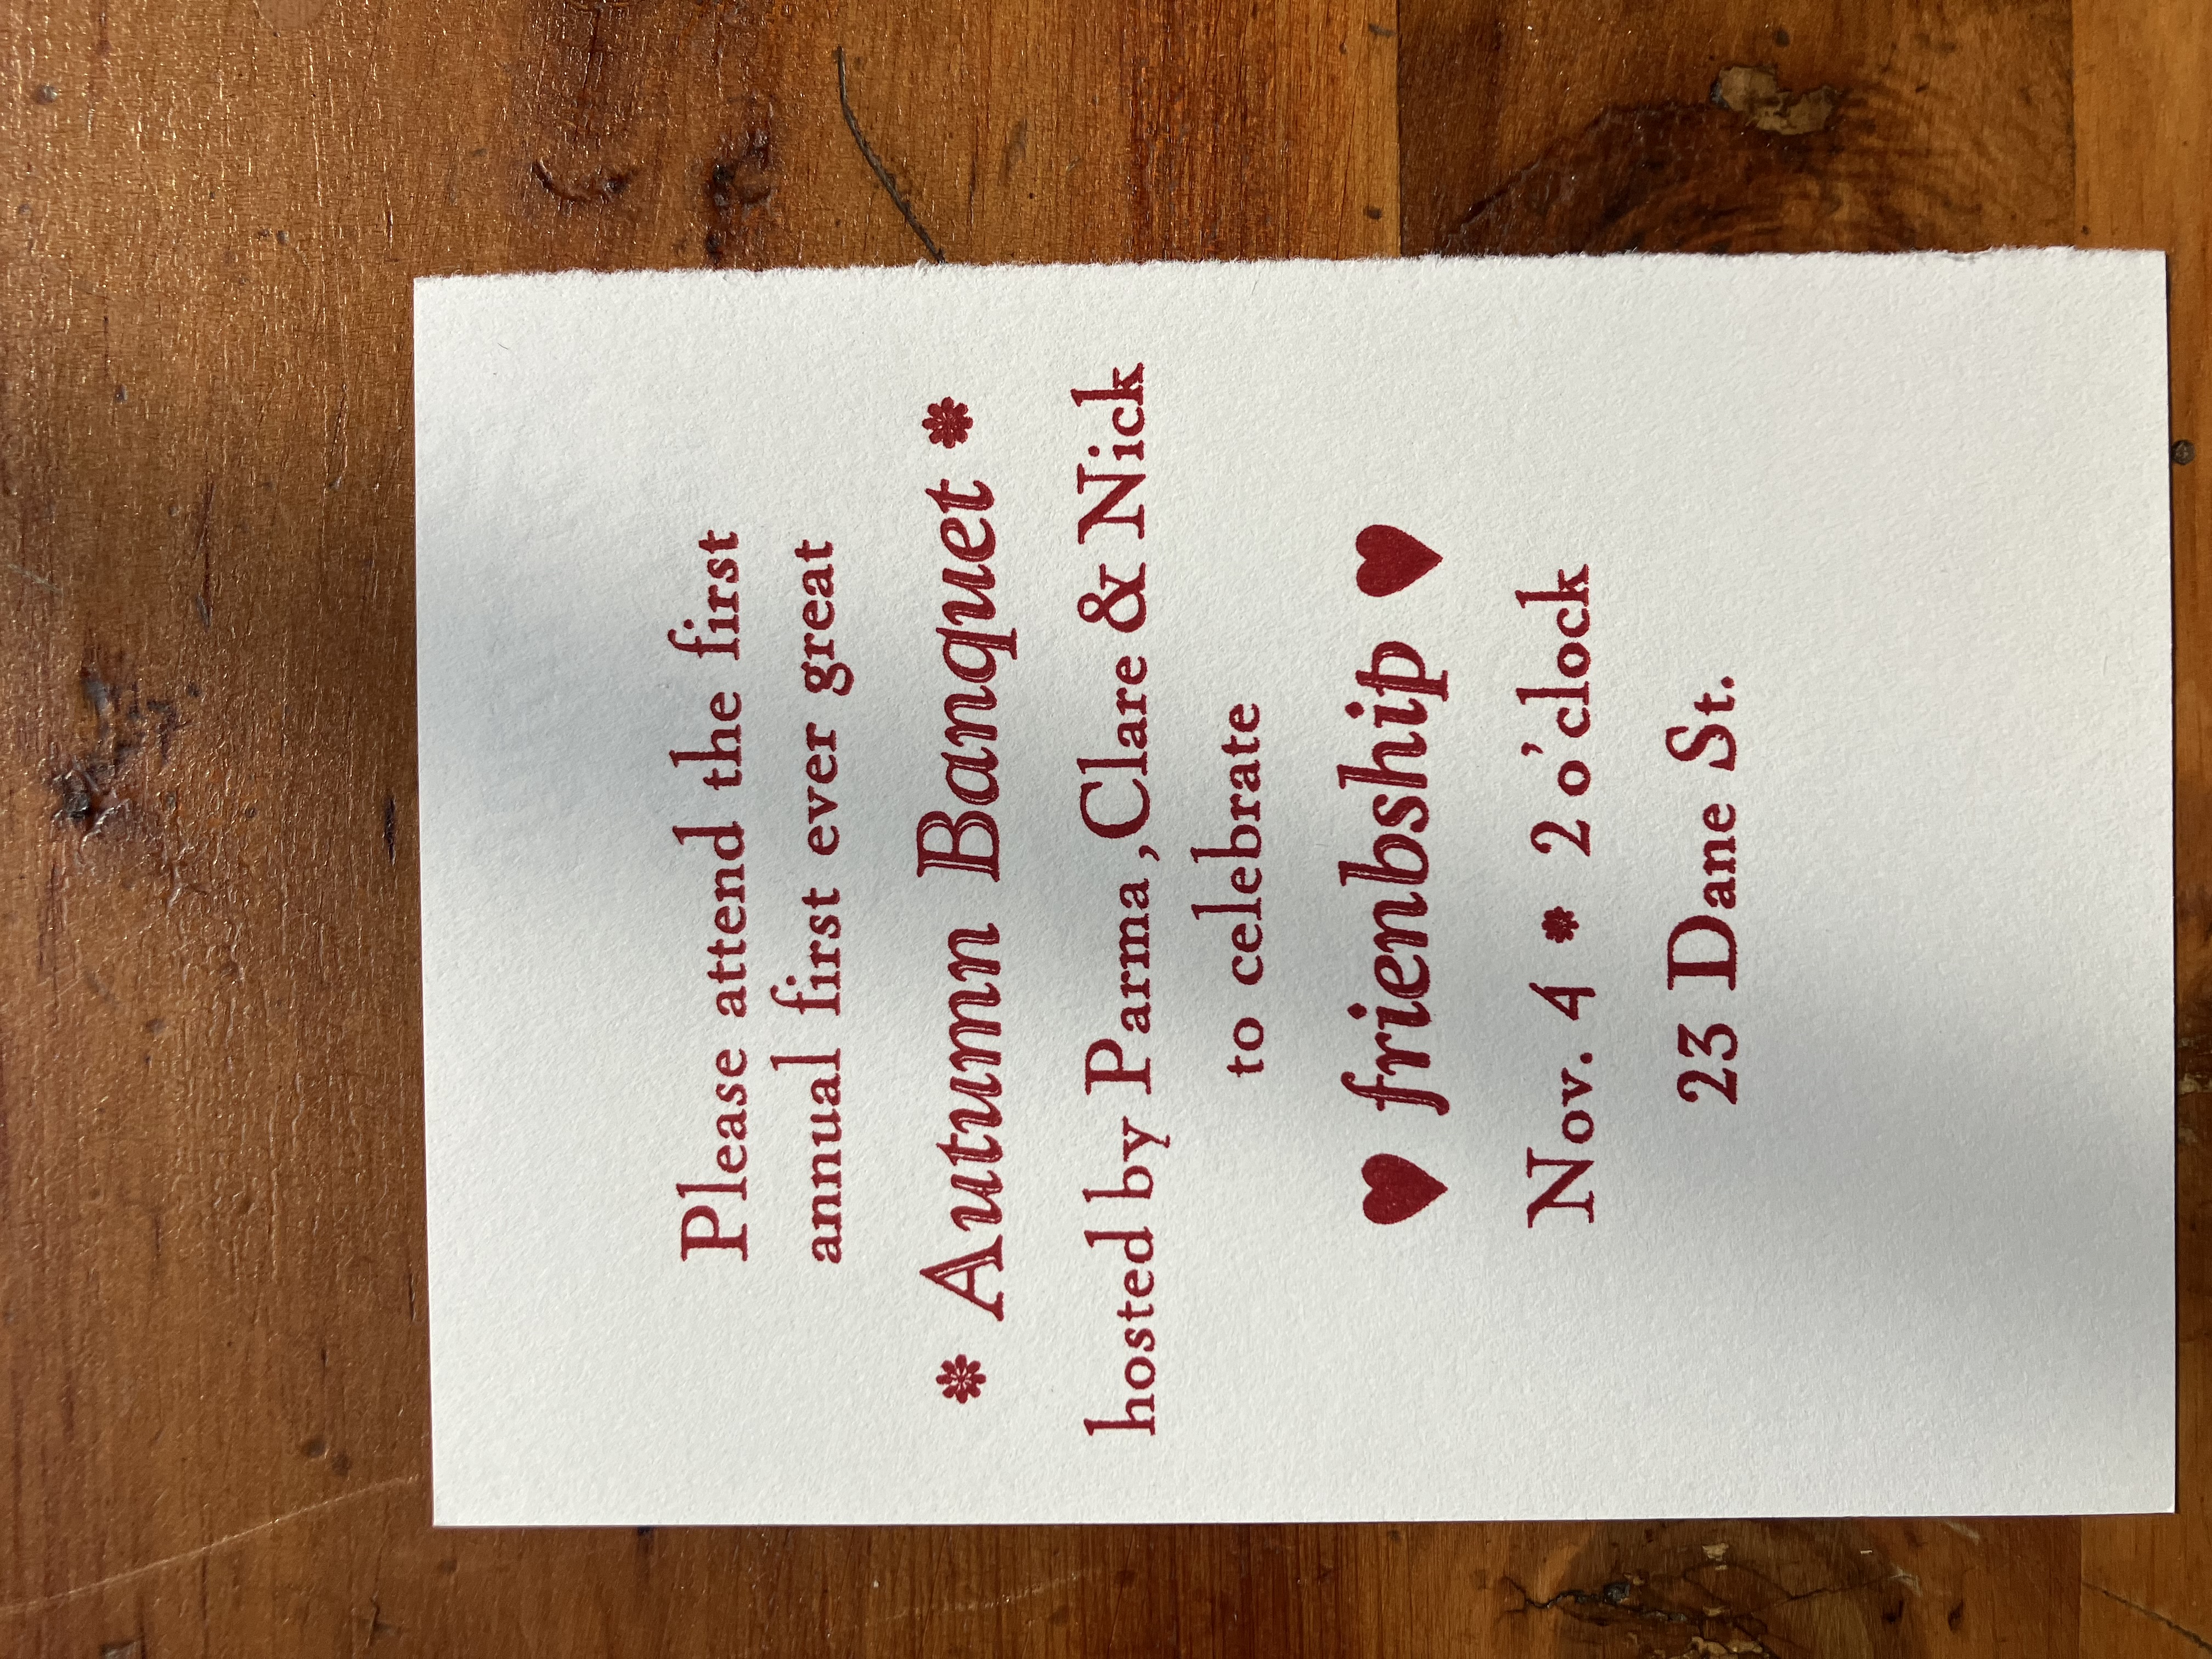 Please attend the first
annual first ever great
Autumn Banquet
hosted by Parma ,Clare & Nick
to celebrate
♥ frienbship ♥
Nov. 4 2 o'clock
23 Dane St.